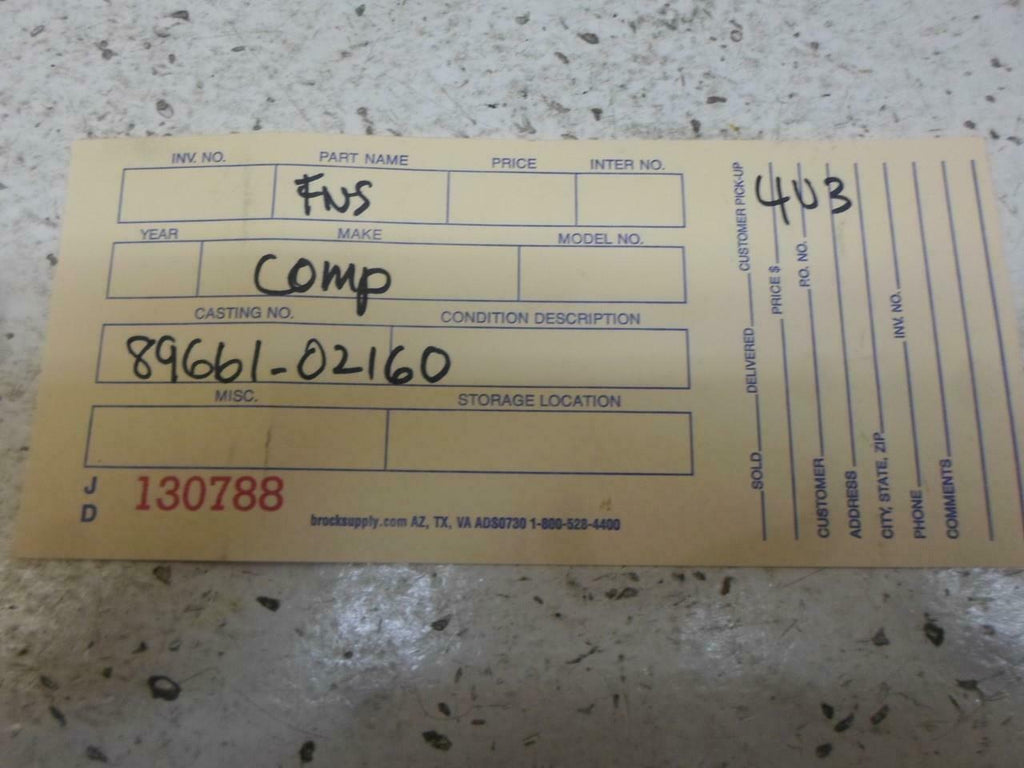 INV. NO. PART NAME PRICE INTER NO.
FNS
YEAR MAKE MODEL NO.
Comp
CASTING NO. CONDITION DESCRIPTION
89661-02160
MISC. STORAGE LOCATION
J
D
130788
brocksupply.com AZ, TX, VA ADS0730 1-800-528-4400
4U3
SOLD DELIVERED CUSTOMER PICK-UP
PRICE $
CUSTOMER P.O. NO.
ADDRESS
CITY, STATE, ZIP INV. NO.
PHONE
COMMENTS